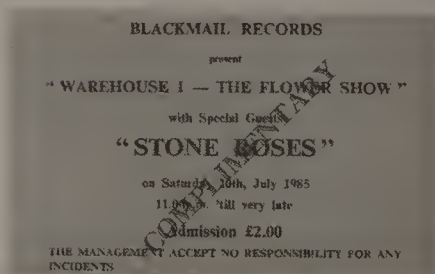 BLACKMAIL RECORDS
present
" WAREHOUSE 1 — THE FLOWER SHOW "
with Special Guests
" STONE ROSES "
on Saturday 20th, July 1985
'till very late
Admission £2.00
THE MANAGEMENT ACCEPT NO RESPONSIBILITY FOR ANY
INCIDENTS
COMPLIMENTARY